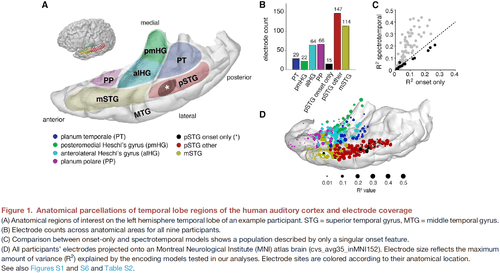 A
medial
pmHG
PT
alHG
PP
pSTG
*
mSTG
MTG
posterior
anterior
lateral
planum temporale (PT)
posteromedial Heschl's gyrus (pmHG)
anterolateral Heschl's gyrus (alHG)
planum polare (PP)
pSTG onset only (*)
pSTG other
mSTG
B
electrode count
147
114
64
66
29
22
15
PT
pmHG
alHG
PP
pSTG onset only
pSTG other
mSTG
C
R² spectrotemporal
0.4
0.3
0.2
0.1
0.0
0.0 0.1 0.2 0.3 0.4
R² onset only
D
0.01 0.1 0.2 0.3 0.4 0.5
R² value
Figure 1. Anatomical parcellations of temporal lobe regions of the human auditory cortex and electrode coverage
(A) Anatomical regions of interest on the left hemisphere temporal lobe of an example participant. STG = superior temporal gyrus, MTG = middle temporal gyrus.
(B) Electrode counts across anatomical areas for all nine participants.
(C) Comparison between onset-only and spectrotemporal models shows a population described by only a singular onset feature.
(D) All participants' electrodes projected onto an Montreal Neurological Institute (MNI) atlas brain (cvs_avg35_inMNI152). Electrode size reflects the maximum
amount of variance (R²) explained by the encoding models tested in our analyses. Electrode sites are colored according to their anatomical location.
See also Figures S1 and S6 and Table S2.